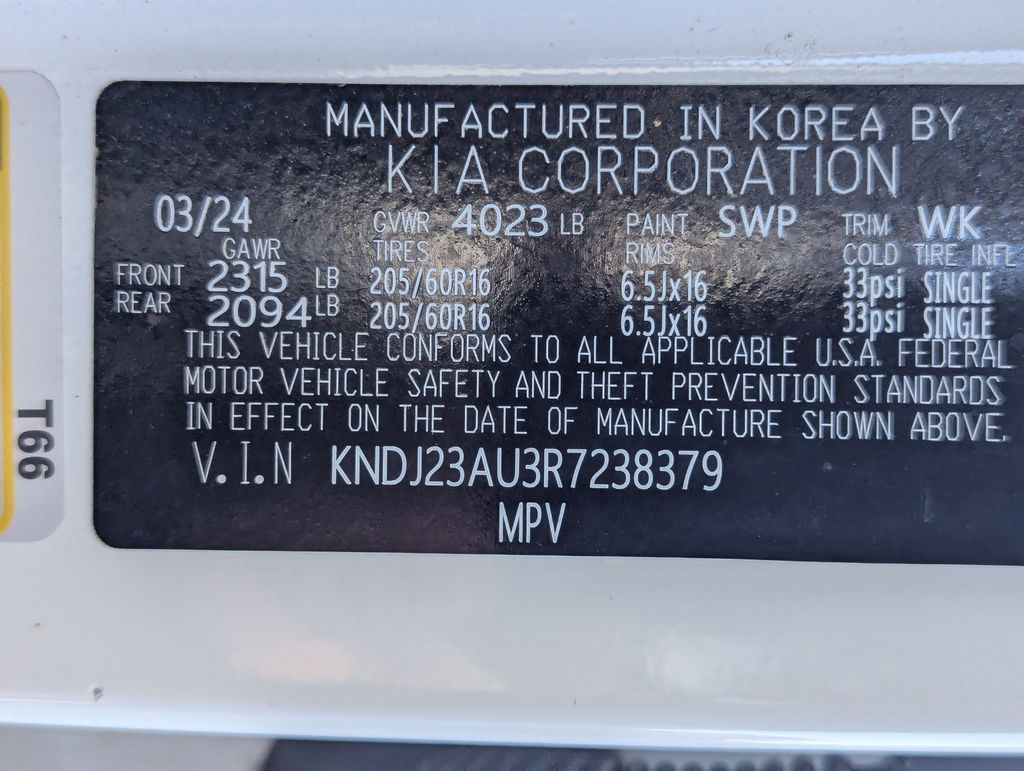 MANUFACTURED IN KOREA BY
KIA CORPORATION
03/24 GVWR 4023 LB PAINT SWP TRIM WK
GAWR TIRES RIMS COLD TIRE INFL
FRONT 2315 LB 205/60R16 6.5Jx16 33psi SINGLE
REAR 2094 LB 205/60R16 6.5Jx16 33psi SINGLE
THIS VEHICLE CONFORMS TO ALL APPLICABLE U.S.A. FEDERAL
MOTOR VEHICLE SAFETY AND THEFT PREVENTION STANDARDS
IN EFFECT ON THE DATE OF MANUFACTURE SHOWN ABOVE.
V.I.N KNDJ23AU3R7238379
MPV
T66